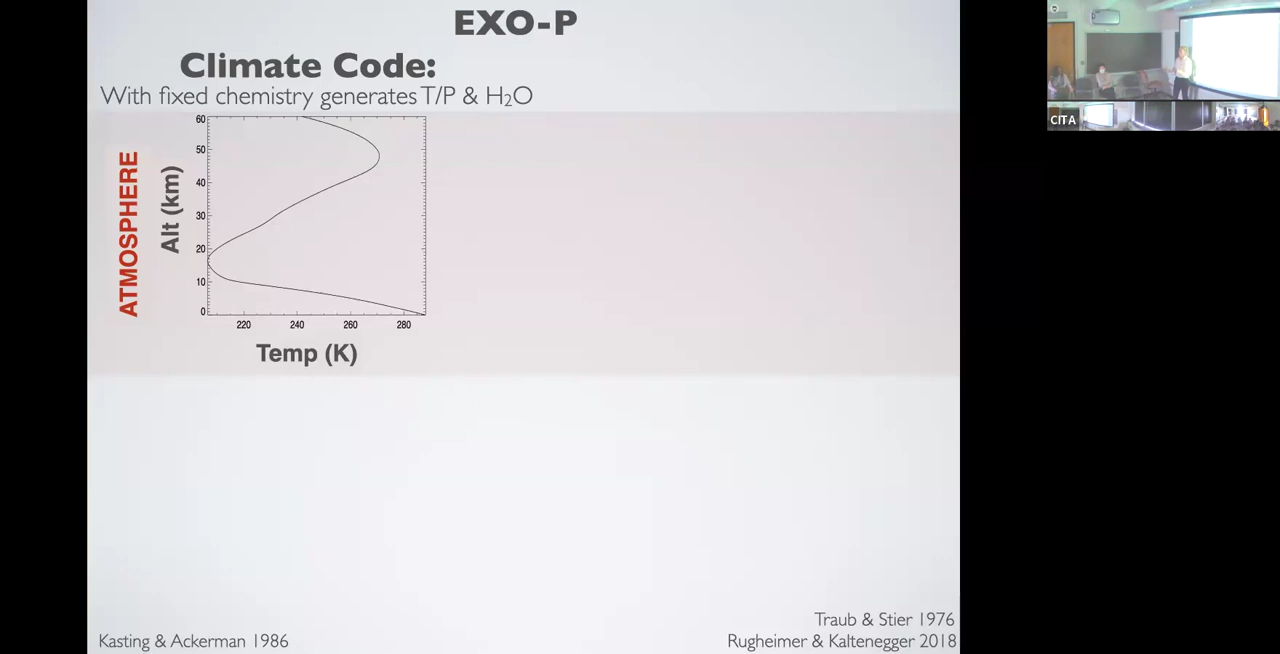 EXO-P
Climate Code:
With fixed chemistry generates T/P & H₂O
ATMOSPHERE
Alt (km)
60
50
40
30
20
10
0
220 240 260 280
Temp (K)
Traub & Stier 1976
Kasting & Ackerman 1986
Rugheimer & Kaltenegger 2018
CITA